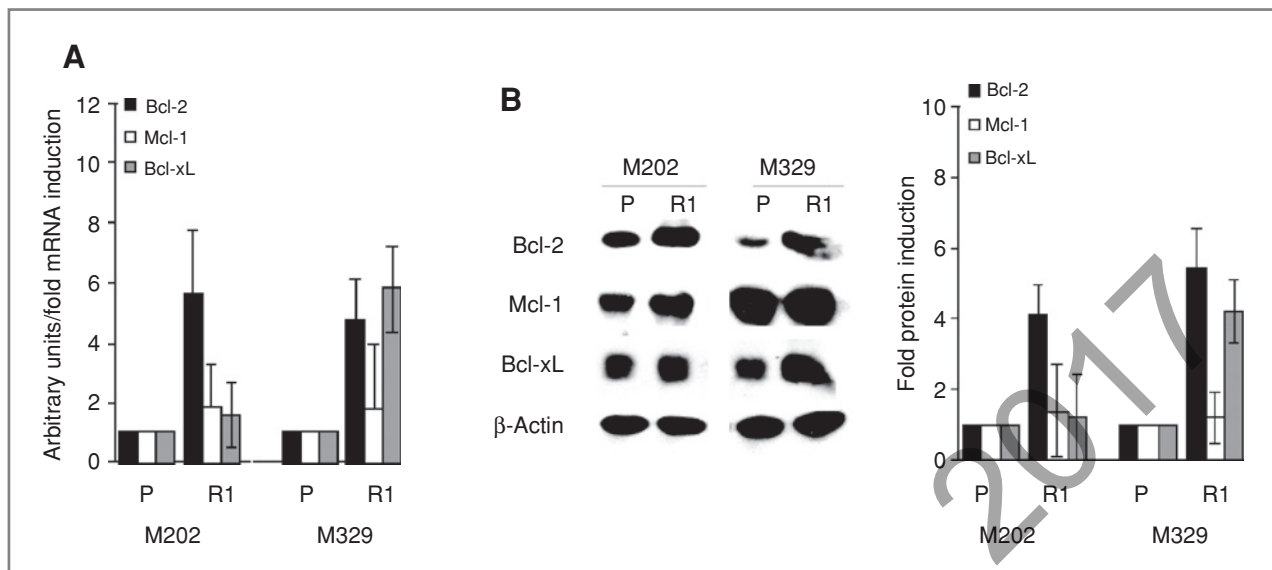 A
Arbitrary units/fold mRNA induction
12
10
8
6
4
2
0
Bcl-2
Mcl-1
Bcl-xL
P
R1
P
R1
M202
M329
B
M202
M329
P
R1
P
R1
Bcl-2
Mcl-1
Bcl-xL
β-Actin
Fold protein induction
10
8
6
4
2
0
Bcl-2
Mcl-1
Bcl-xL
P
R1
P
R1
M202
M329
2017